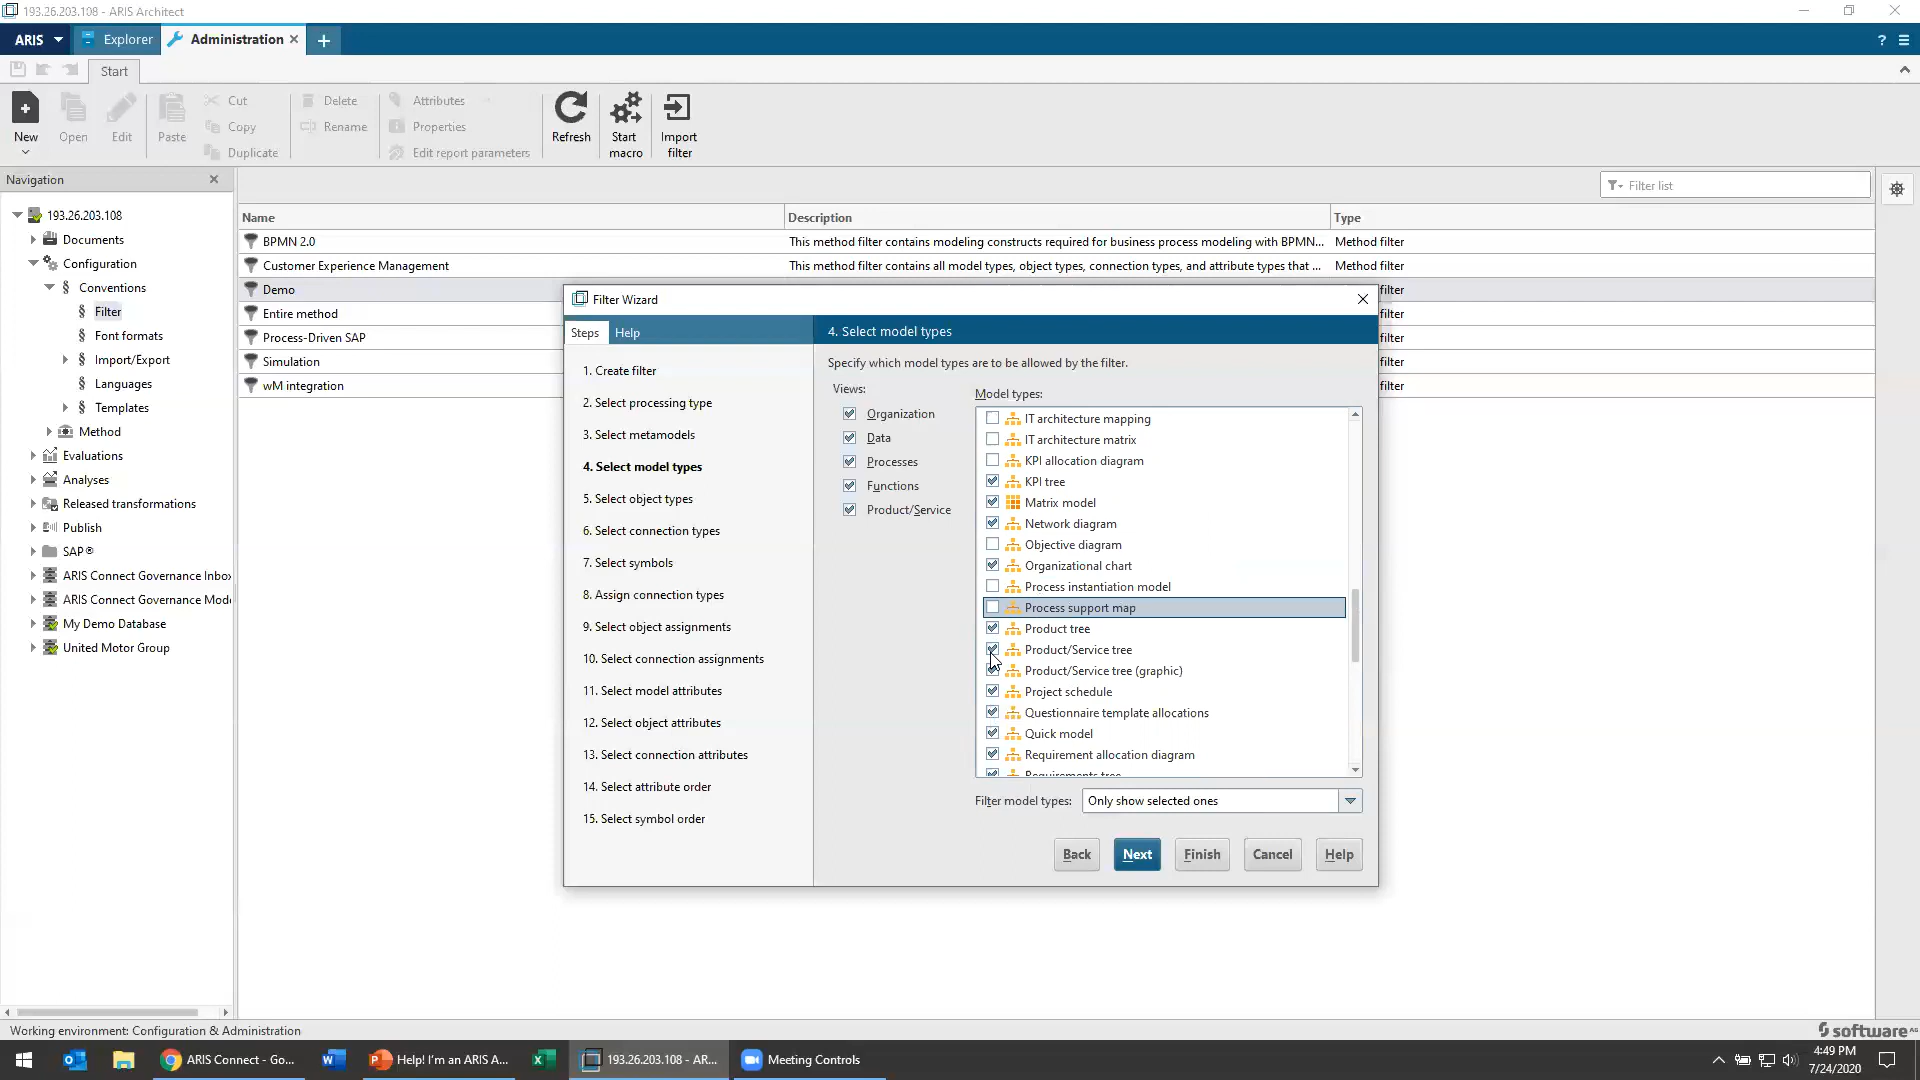 193.26.203.108 - ARIS Architect
ARIS
Explorer
Administration
?
Start
New
Open
Edit
Paste
Cut
Copy
Duplicate
Delete
Rename
Attributes
Properties
Edit report parameters
Refresh
Start macro
Import filter
Navigation
Filter list
193.26.203.108
Documents
Configuration
Conventions
Filter
Font formats
Import/Export
Languages
Templates
Method
Evaluations
Analyses
Released transformations
Publish
SAP®
ARIS Connect Governance Inbox
ARIS Connect Governance Mode
My Demo Database
United Motor Group
Name Description Type
BPMN 2.0 This method filter contains modeling constructs required for business process modeling with BPMN... Method filter
Customer Experience Management This method filter contains all model types, object types, connection types, and attribute types that ... Method filter
Demo filter
Entire method filter
Process-Driven SAP filter
Simulation filter
wM integration filter
Filter Wizard
Steps Help
1. Create filter
2. Select processing type
3. Select metamodels
4. Select model types
5. Select object types
6. Select connection types
7. Select symbols
8. Assign connection types
9. Select object assignments
10. Select connection assignments
11. Select model attributes
12. Select object attributes
13. Select connection attributes
14. Select attribute order
15. Select symbol order
4. Select model types
Specify which model types are to be allowed by the filter.
Views:
Organization
Data
Processes
Functions
Product/Service
Model types:
IT architecture mapping
IT architecture matrix
KPI allocation diagram
KPI tree
Matrix model
Network diagram
Objective diagram
Organizational chart
Process instantiation model
Process support map
Product tree
Product/Service tree
Product/Service tree (graphic)
Project schedule
Questionnaire template allocations
Quick model
Requirement allocation diagram
Requirements tree
Filter model types: Only show selected ones
Back Next Finish Cancel Help
Working environment: Configuration & Administration
software AG
ARIS Connect - Go...
Help! I'm an ARIS A...
193.26.203.108 - AR...
Meeting Controls
4:49 PM
7/24/2020